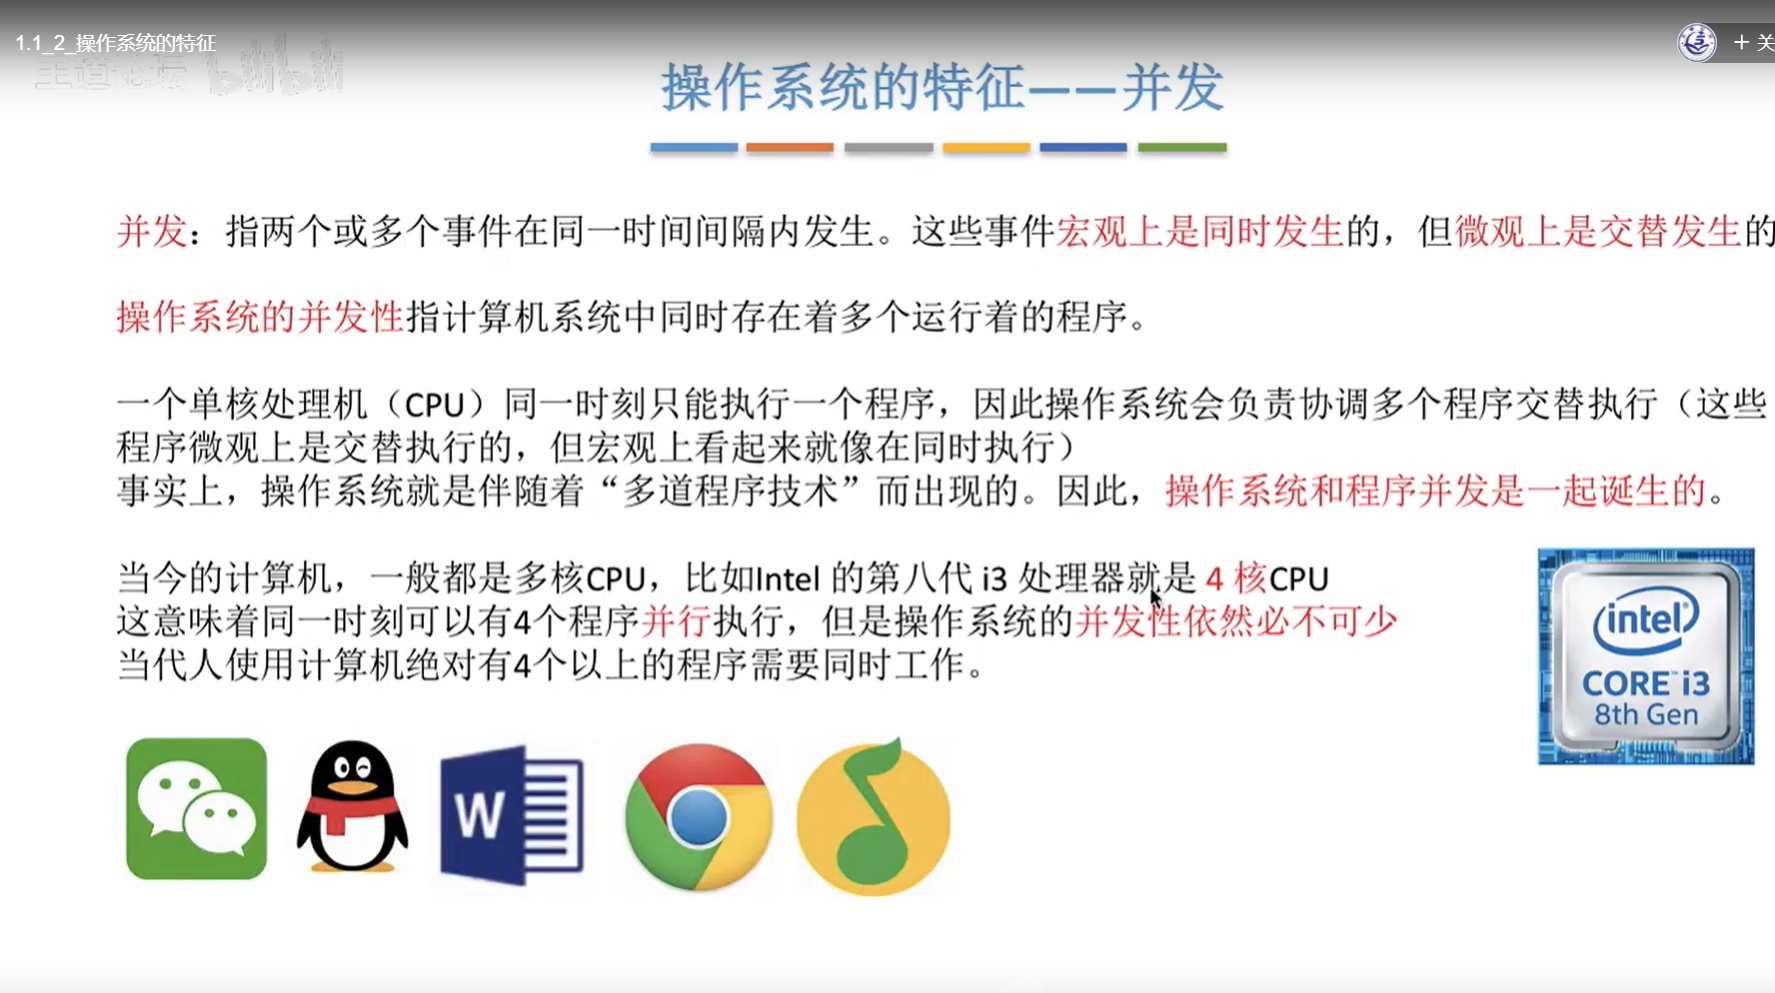 1.1_2_操作系统的特征
王道论坛 bilibili
+ 关
操作系统的特征——并发
并发：指两个或多个事件在同一时间间隔内发生。这些事件宏观上是同时发生的，但微观上是交替发生的
操作系统的并发性指计算机系统中同时存在着多个运行着的程序。
一个单核处理机（CPU）同一时刻只能执行一个程序，因此操作系统会负责协调多个程序交替执行（这些
程序微观上是交替执行的，但宏观上看起来就像在同时执行）
事实上，操作系统就是伴随着“多道程序技术”而出现的。因此，操作系统和程序并发是一起诞生的。
当今的计算机，一般都是多核CPU，比如Intel 的第八代 i3 处理器就是 4 核CPU
这意味着同一时刻可以有4个程序并行执行，但是操作系统的并发性依然必不可少
当代人使用计算机绝对有4个以上的程序需要同时工作。
intel
CORE™ i3
8th Gen
W